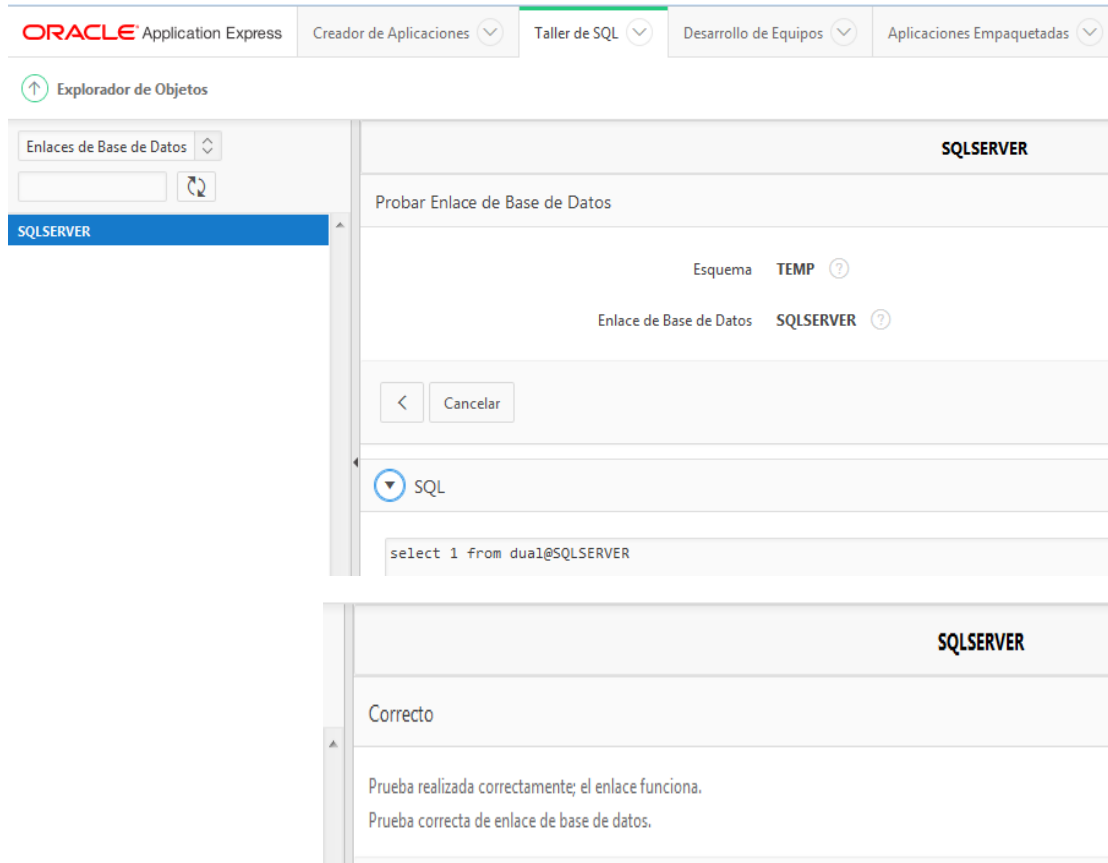 ORACLE Application Express Creador de Aplicaciones Taller de SQL Desarrollo de Equipos Aplicaciones Empaquetadas
Explorador de Objetos
Enlaces de Base de Datos
SQLSERVER
SQLSERVER
Probar Enlace de Base de Datos
Esquema TEMP ?
Enlace de Base de Datos SQLSERVER ?
< Cancelar
SQL
select 1 from dual@SQLSERVER
SQLSERVER
Correcto
Prueba realizada correctamente; el enlace funciona.
Prueba correcta de enlace de base de datos.